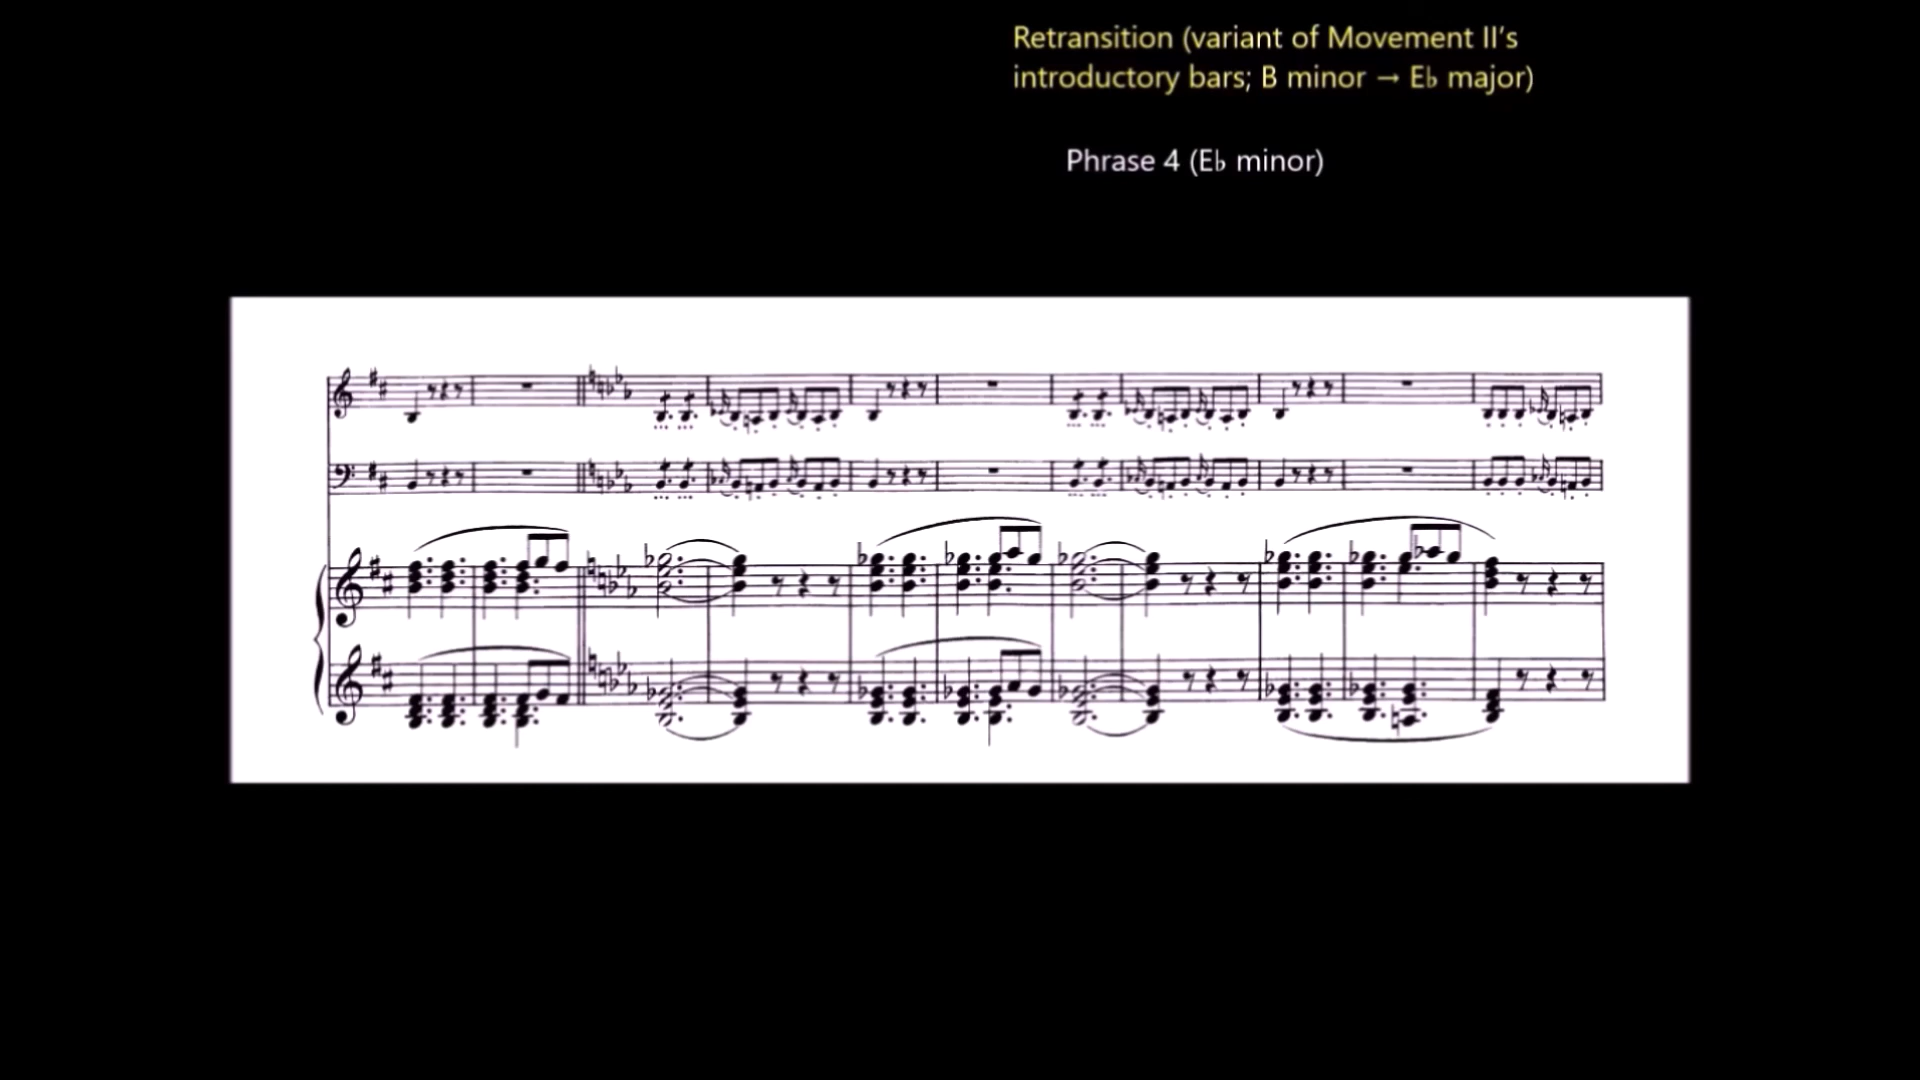 Retransition (variant of Movement II's
introductory bars; B minor → E♭ major)
Phrase 4 (E♭ minor)